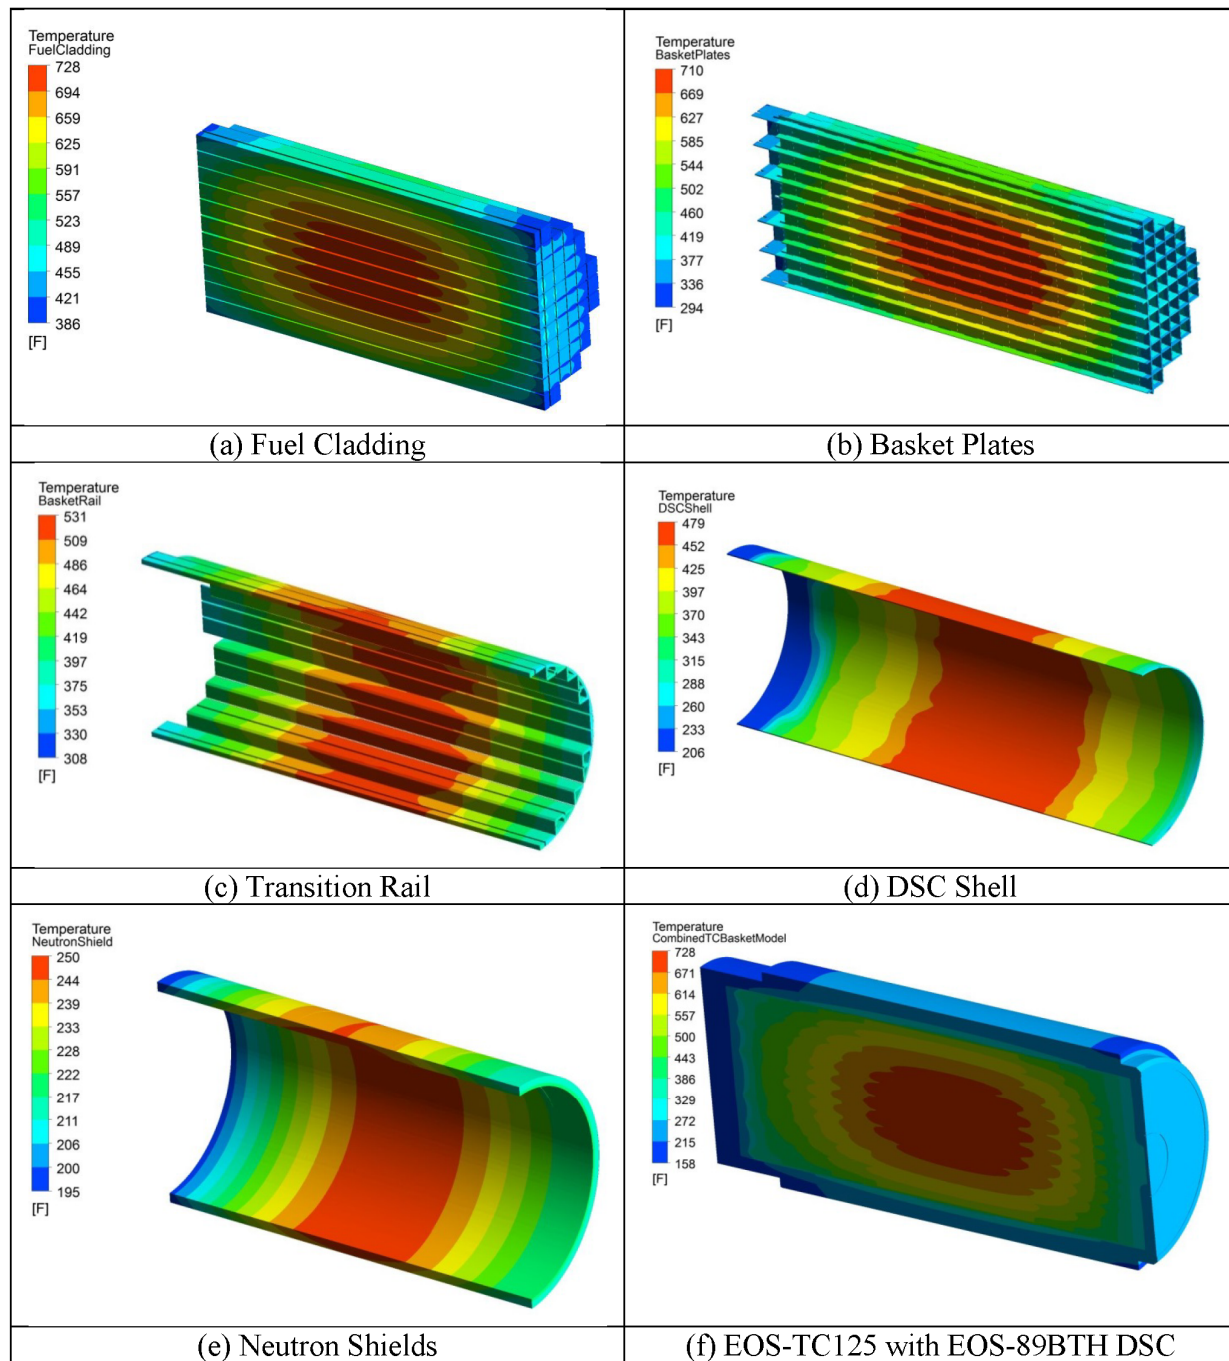 Temperature
FuelCladding
728
694
659
625
591
557
523
489
455
421
386
[F]
(a) Fuel Cladding
Temperature
BasketPlates
710
669
627
585
544
502
460
419
377
336
294
[F]
(b) Basket Plates
Temperature
BasketRail
531
509
486
464
442
419
397
375
353
330
308
[F]
(c) Transition Rail
Temperature
DSCShell
479
452
425
397
370
343
315
288
260
233
206
[F]
(d) DSC Shell
Temperature
NeutronShield
250
244
239
233
228
222
217
211
206
200
195
[F]
(e) Neutron Shields
Temperature
CombinedTCBasketModel
728
671
614
557
500
443
386
329
272
215
158
[F]
(f) EOS-TC125 with EOS-89BTH DSC